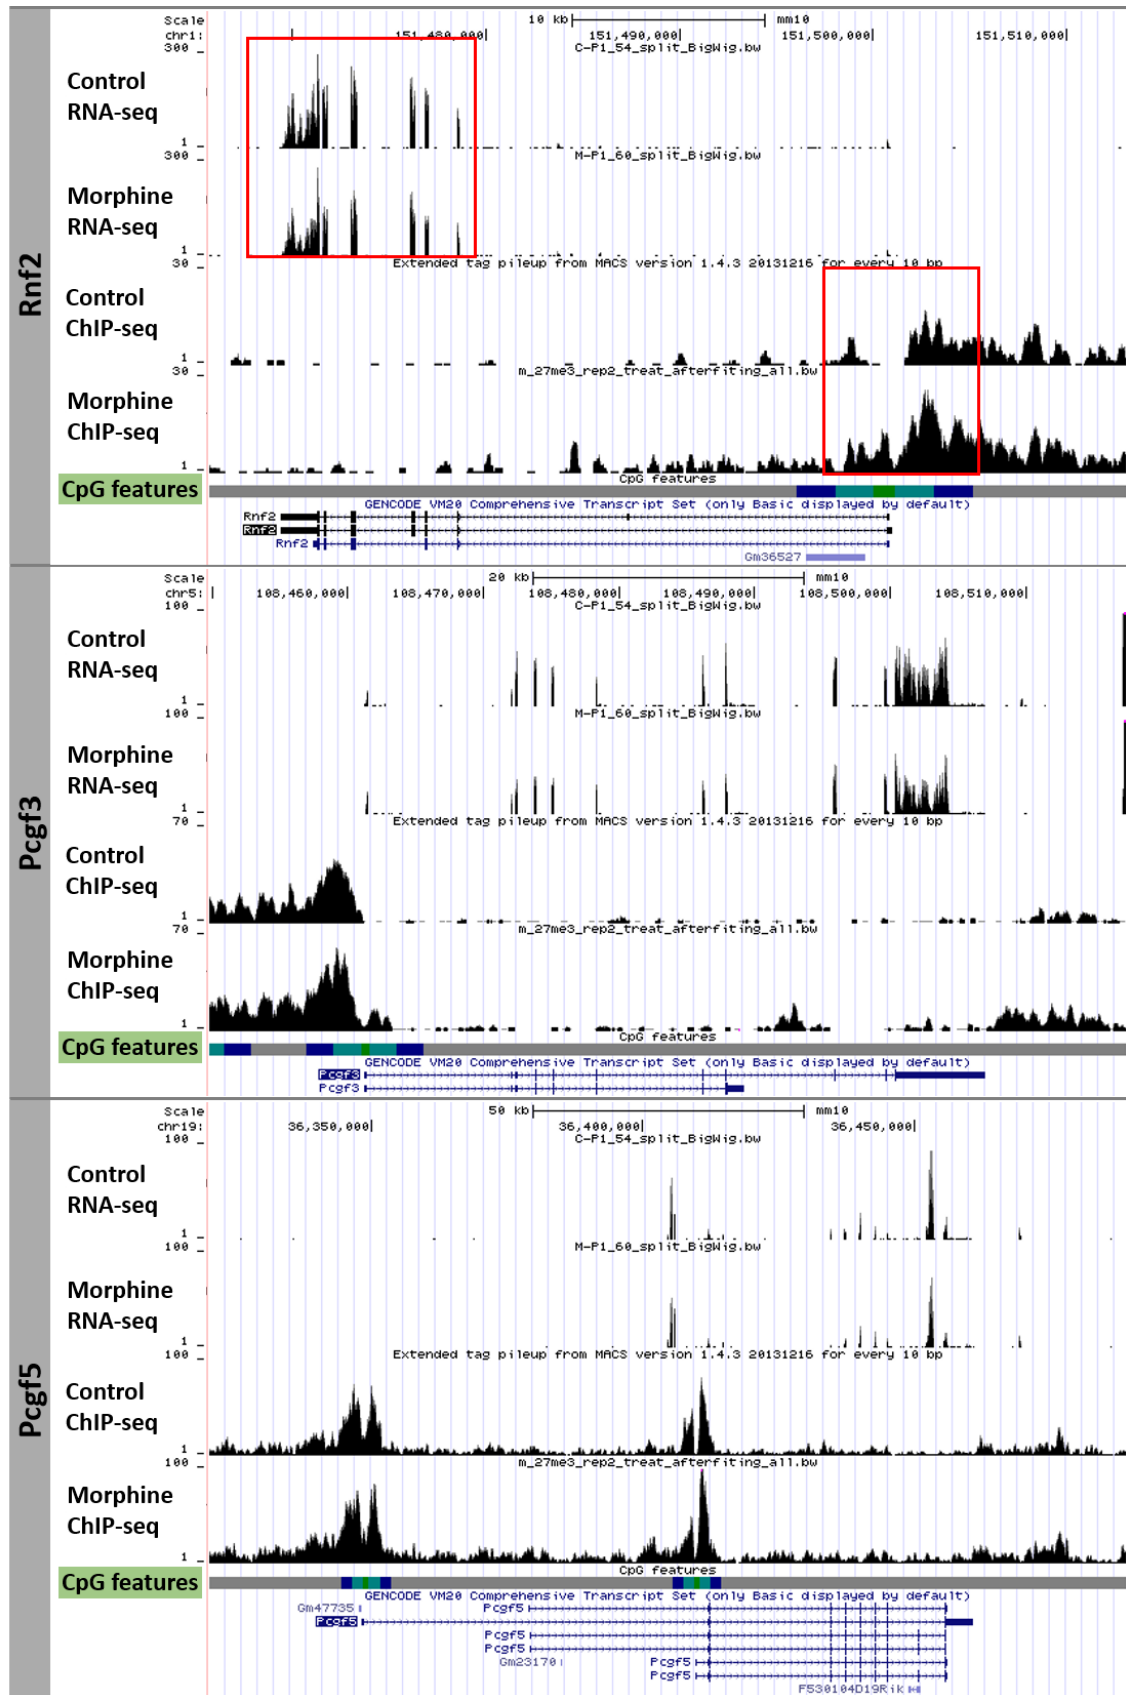 Rnf2
Scale 10 kb mm10
chr1: 151,480,000 151,490,000 151,500,000 151,510,000
C-P1_54_split_BigWig.bw
300
Control
RNA-seq
1
M-P1_60_split_BigWig.bw
300
Morphine
RNA-seq
1
Extended tag pileup from MACS version 1.4.3 20131216 for every 10 bp
30
Control
ChIP-seq
1
m_27me3_rep2_treat_afterfiting_all.bw
30
Morphine
ChIP-seq
1
CpG features
CpG features
GENCODE VM20 Comprehensive Transcript Set (only Basic displayed by default)
Rnf2
Rnf2
Rnf2
Gm36527
Pcgf3
Scale 20 kb mm10
chr5: 108,460,000 108,470,000 108,480,000 108,490,000 108,500,000 108,510,000
C-P1_54_split_BigWig.bw
100
Control
RNA-seq
1
M-P1_60_split_BigWig.bw
100
Morphine
RNA-seq
1
Extended tag pileup from MACS version 1.4.3 20131216 for every 10 bp
70
Control
ChIP-seq
1
m_27me3_rep2_treat_afterfiting_all.bw
70
Morphine
ChIP-seq
1
CpG features
CpG features
GENCODE VM20 Comprehensive Transcript Set (only Basic displayed by default)
Pcgf3
Pcgf3
Pcgf5
Scale 50 kb mm10
chr19: 36,350,000 36,400,000 36,450,000
C-P1_54_split_BigWig.bw
100
Control
RNA-seq
1
M-P1_60_split_BigWig.bw
100
Morphine
RNA-seq
1
Extended tag pileup from MACS version 1.4.3 20131216 for every 10 bp
100
Control
ChIP-seq
1
m_27me3_rep2_treat_afterfiting_all.bw
100
Morphine
ChIP-seq
1
CpG features
CpG features
GENCODE VM20 Comprehensive Transcript Set (only Basic displayed by default)
Gm47735 Pcgf5
Pcgf5
Pcgf5
Pcgf5
Gm23170 Pcgf5
Pcgf5
F530104D19Rik